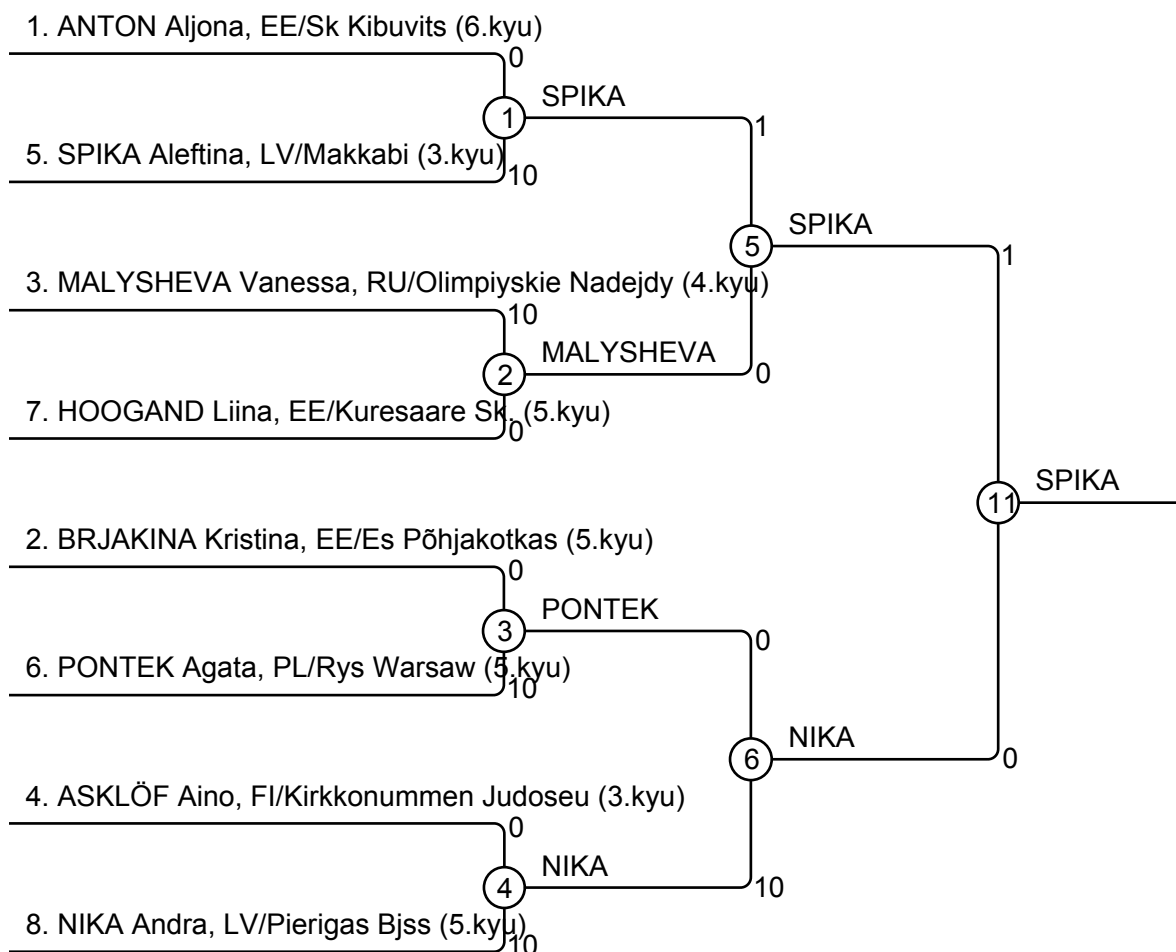 1. ANTON Aljona, EE/Sk Kibuvits (6.kyu)
0
1 SPIKA
1
5. SPIKA Aleftina, LV/Makkabi (3.kyu)
10
5 SPIKA
1
3. MALYSHEVA Vanessa, RU/Olimpiyskie Nadejdy (4.kyu)
10
2 MALYSHEVA
0
7. HOOGAND Liina, EE/Kuresaare Sk. (5.kyu)
0
11 SPIKA
2. BRJAKINA Kristina, EE/Es Põhjakotkas (5.kyu)
0
3 PONTEK
0
6. PONTEK Agata, PL/Rys Warsaw (5.kyu)
10
6 NIKA
0
4. ASKLÖF Aino, FI/Kirkkonummen Judoseu (3.kyu)
0
4 NIKA
10
8. NIKA Andra, LV/Pierigas Bjss (5.kyu)
10